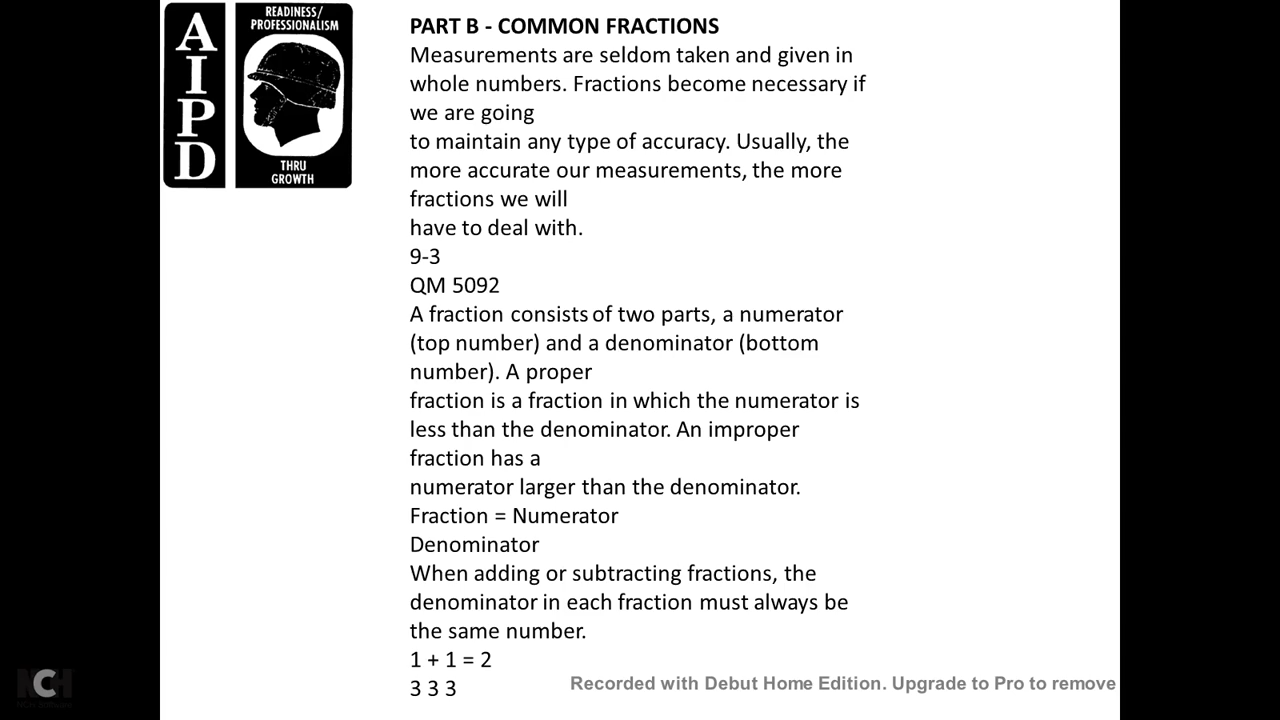 AIPD
READINESS/
PROFESSIONALISM
THRU
GROWTH
PART B - COMMON FRACTIONS
Measurements are seldom taken and given in
whole numbers. Fractions become necessary if
we are going
to maintain any type of accuracy. Usually, the
more accurate our measurements, the more
fractions we will
have to deal with.
9-3
QM 5092
A fraction consists of two parts, a numerator
(top number) and a denominator (bottom
number). A proper
fraction is a fraction in which the numerator is
less than the denominator. An improper
fraction has a
numerator larger than the denominator.
Fraction = Numerator
Denominator
When adding or subtracting fractions, the
denominator in each fraction must always be
the same number.
1 + 1 = 2
3 3 3
NCH
NCH Software
Recorded with Debut Home Edition. Upgrade to Pro to remove